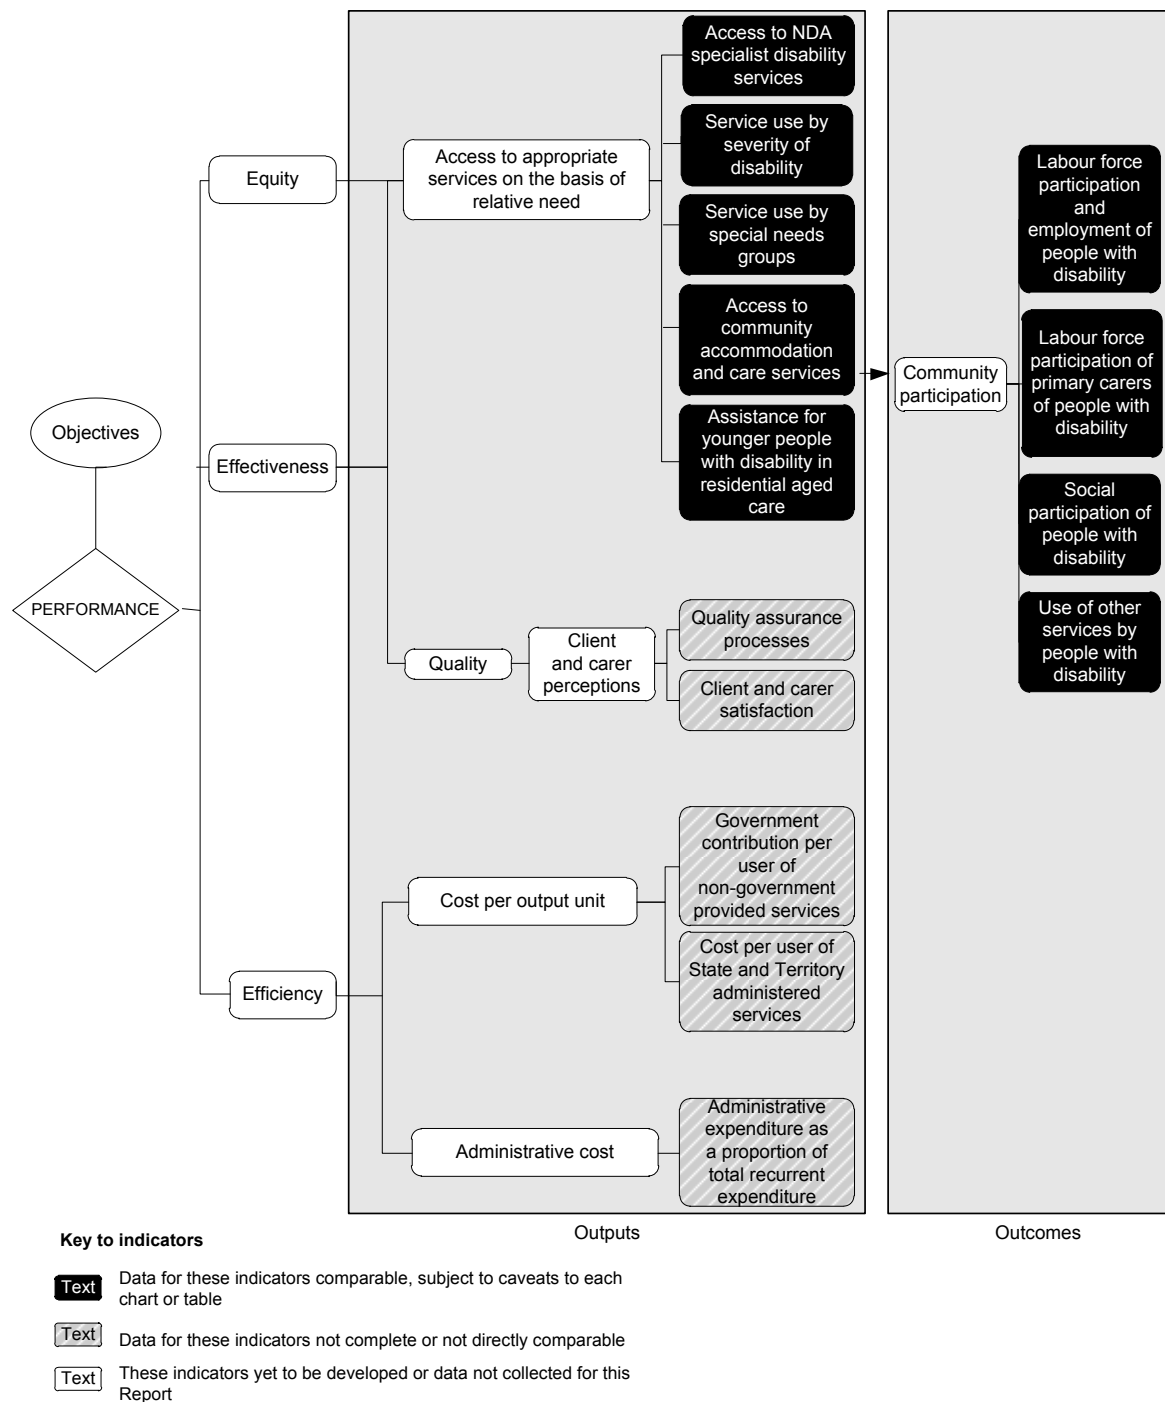 Objectives
PERFORMANCE
Equity
Effectiveness
Efficiency
Access to appropriate
services on the basis of
relative need
Quality
Client
and carer
perceptions
Cost per output unit
Administrative cost
Access to NDA
specialist disability
services
Service use by
severity of
disability
Service use by
special needs
groups
Access to
community
accommodation
and care services
Assistance for
younger people
with disability in
residential aged
care
Quality assurance
processes
Client and carer
satisfaction
Government
contribution per
user of
non-government
provided services
Cost per user of
State and Territory
administered
services
Administrative
expenditure as
a proportion of
total recurrent
expenditure
Outputs
Community
participation
Labour force
participation
and
employment of
people with
disability
Labour force
participation of
primary carers
of people with
disability
Social
participation of
people with
disability
Use of other
services by
people with
disability
Outcomes
Key to indicators
Text
Data for these indicators comparable, subject to caveats to each
chart or table
Text
Data for these indicators not complete or not directly comparable
Text
These indicators yet to be developed or data not collected for this
Report